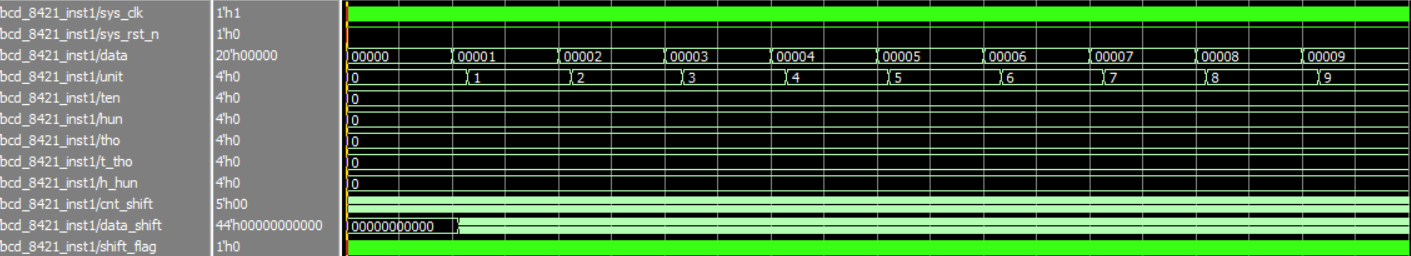 /bcd_8421_inst1/sys_clk 1'h1
/bcd_8421_inst1/sys_rst_n 1'h0
/bcd_8421_inst1/data 20'h00000 00000 00001 00002 00003 00004 00005 00006 00007 00008 00009
/bcd_8421_inst1/unit 4'h0 0 1 2 3 4 5 6 7 8 9
/bcd_8421_inst1/ten 4'h0 0
/bcd_8421_inst1/hun 4'h0 0
/bcd_8421_inst1/tho 4'h0 0
/bcd_8421_inst1/t_tho 4'h0 0
/bcd_8421_inst1/h_hun 4'h0 0
/bcd_8421_inst1/cnt_shift 5'h00
/bcd_8421_inst1/data_shift 44'h00000000000 00000000000
/bcd_8421_inst1/shift_flag 1'h0